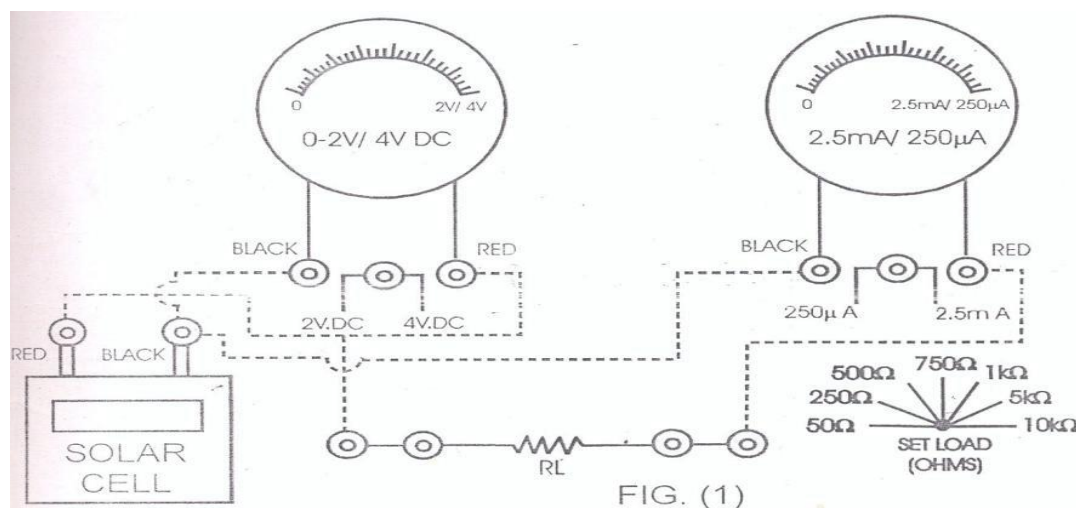 0
2V/ 4V
0-2V/ 4V DC
BLACK
RED
2V.DC
4V.DC
0
2.5mA/ 250µA
2.5mA/ 250µA
BLACK
RED
250µ A
2.5m A
RED
BLACK
SOLAR
CELL
RL
50Ω
250Ω
500Ω
750Ω
1kΩ
5kΩ
10kΩ
SET LOAD
(OHMS)
FIG. (1)